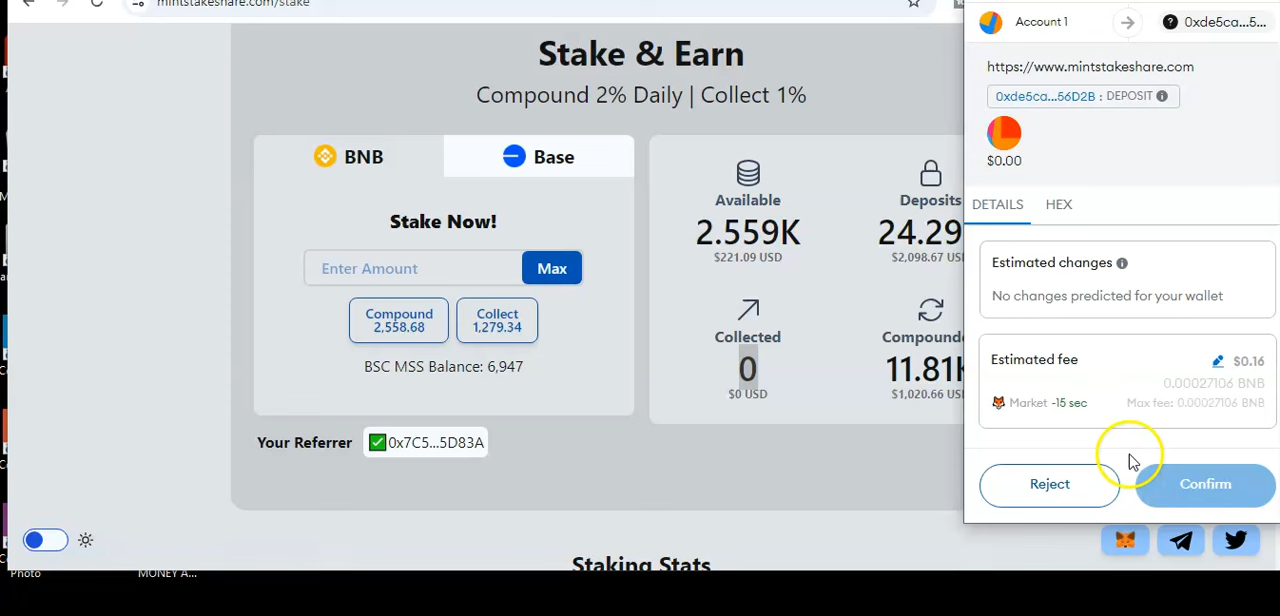 mintstakeshare.com/stake
Stake & Earn
Compound 2% Daily | Collect 1%
BNB
Base
Stake Now!
Enter Amount
Max
Compound
2,558.68
Collect
1,279.34
BSC MSS Balance: 6,947
Your Referrer
0x7C5...5D83A
Available
2.559K
$221.09 USD
Deposits
24.29
$2,098.67 USD
Collected
0
$0 USD
Compound
11.81K
$1,020.66 USD
Staking Stats
Account 1
0xde5ca...5...
https://www.mintstakeshare.com
0xde5ca...56D2B : DEPOSIT
$0.00
DETAILS
HEX
Estimated changes
No changes predicted for your wallet
Estimated fee
$0.16
0.00027106 BNB
Market ~15 sec
Max fee: 0.00027106 BNB
Reject
Confirm
Photo
MONEY A...